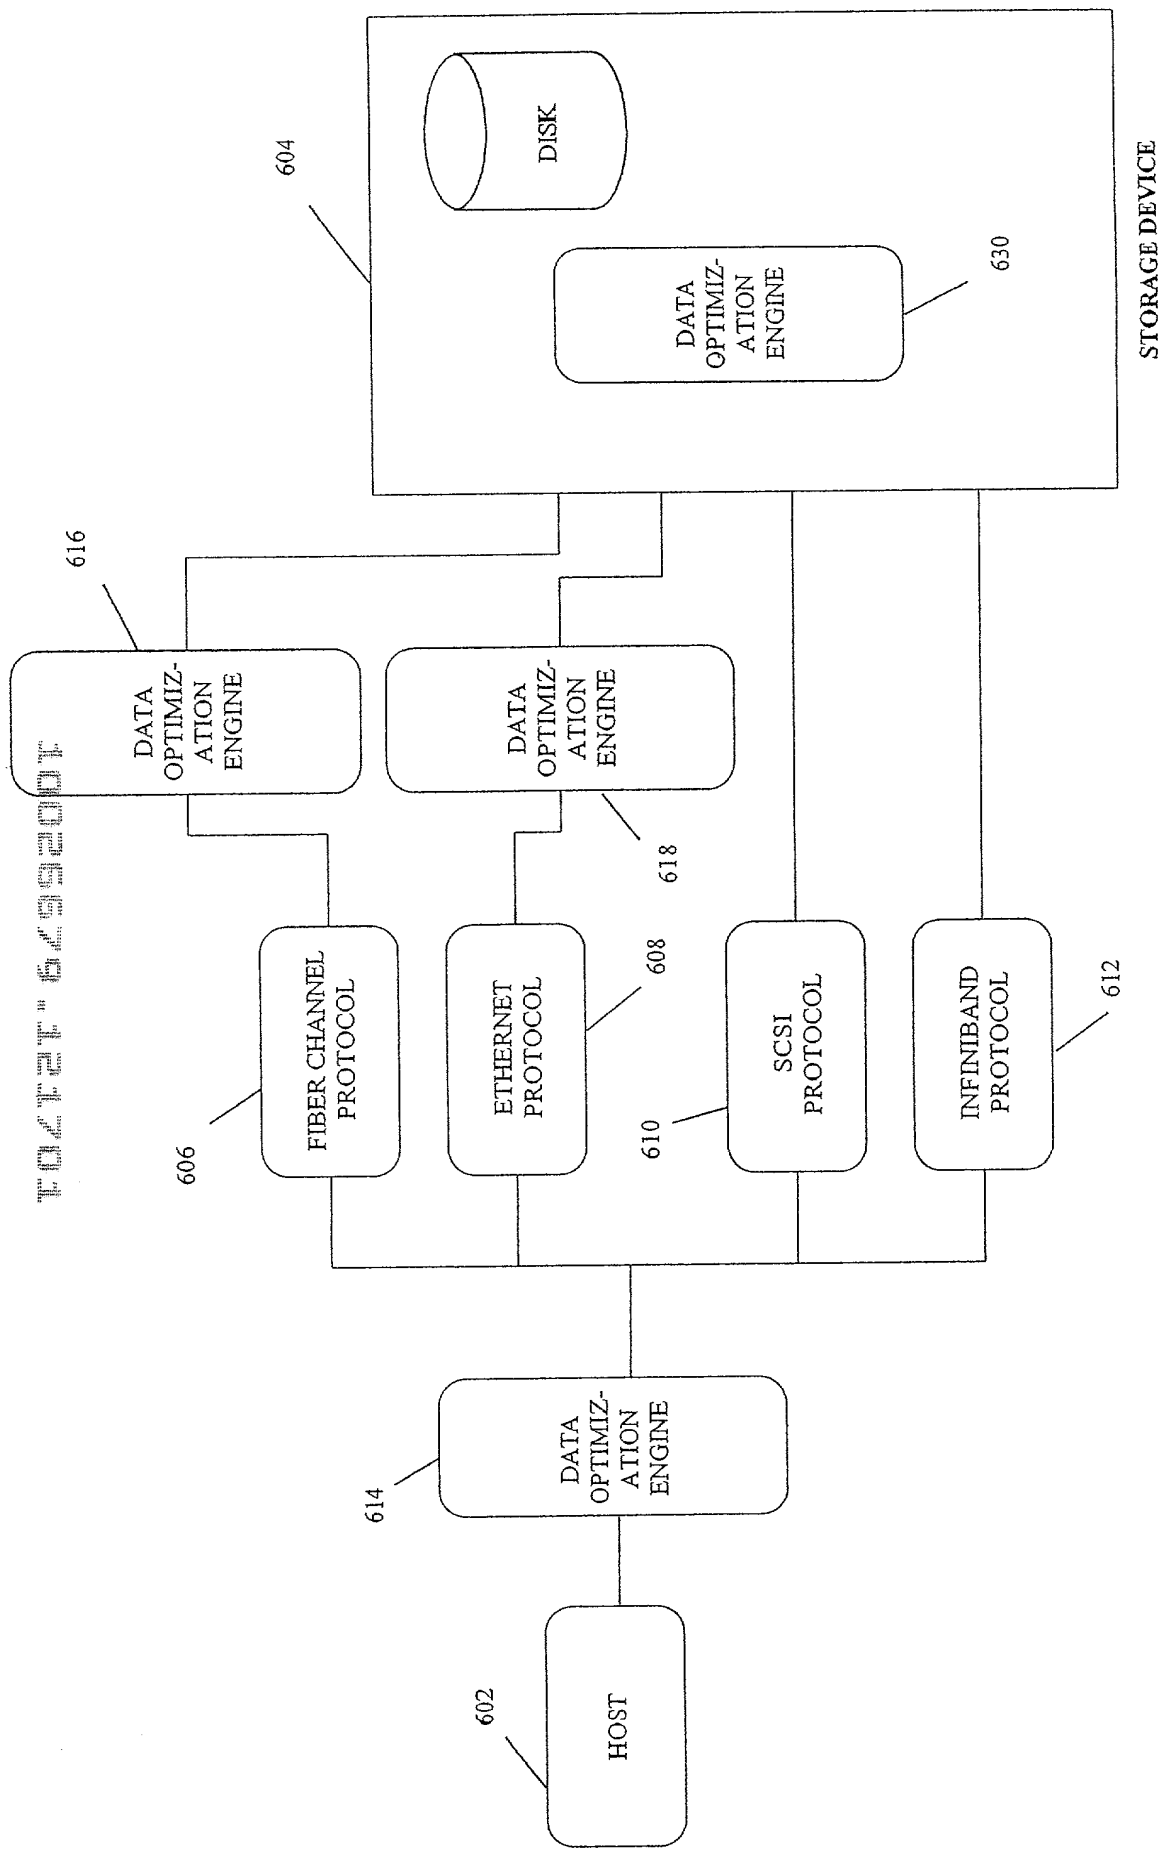 616
DATA
OPTIMIZ-
ATION
ENGINE
604
DISK
DATA
OPTIMIZ-
ATION
ENGINE
630
STORAGE DEVICE
DATA
OPTIMIZ-
ATION
ENGINE
618
606
FIBER CHANNEL
PROTOCOL
ETHERNET
PROTOCOL
608
610
SCSI
PROTOCOL
INFINIBAND
PROTOCOL
612
614
DATA
OPTIMIZ-
ATION
ENGINE
602
HOST